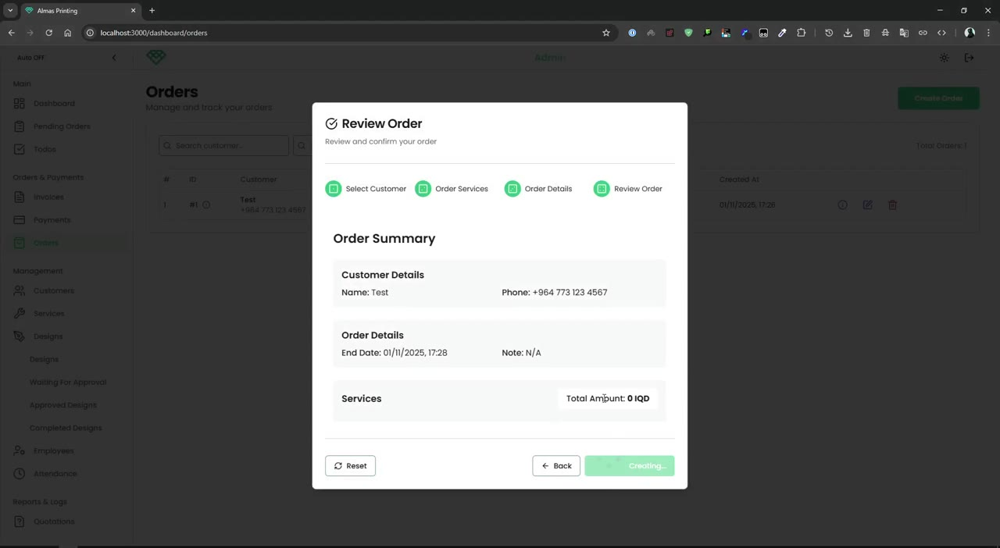 Almas Printing
localhost:3000/dashboard/orders
Auto OFF
Admin
Main
Dashboard
Pending Orders
Todos
Orders & Payments
Invoices
Payments
Orders
Management
Customers
Services
Designs
Designs
Waiting For Approval
Approved Designs
Completed Designs
Employees
Attendance
Reports & Logs
Quotations
Orders
Manage and track your orders
Create Order
Search customer..
Total Orders: 1
# ID Customer Created At
1 #1 Test 01/11/2025, 17:26
+964 773 123 4567
Review Order
Review and confirm your order
Select Customer Order Services Order Details Review Order
Order Summary
Customer Details
Name: Test Phone: +964 773 123 4567
Order Details
End Date: 01/11/2025, 17:28 Note: N/A
Services Total Amount: 0 IQD
Reset Back Creating...